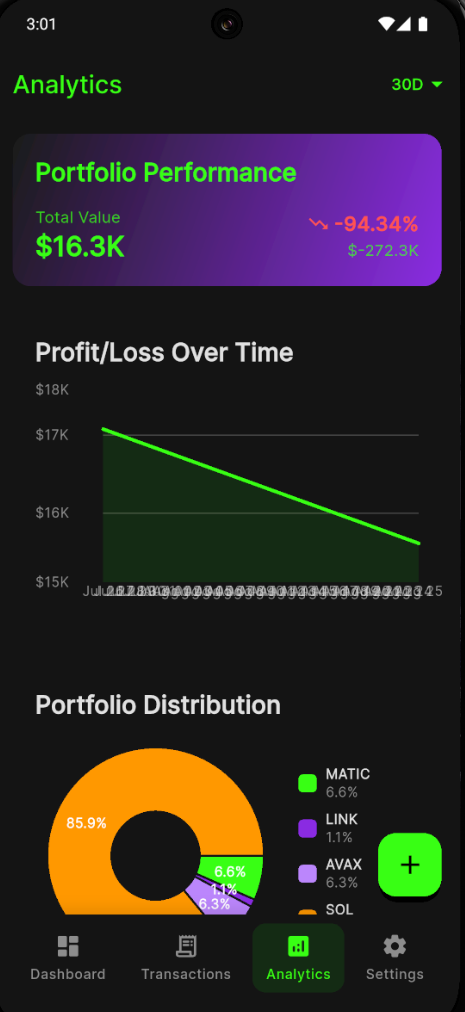 3:01
Analytics
30D
Portfolio Performance
Total Value
-94.34%
$16.3K
$-272.3K
Profit/Loss Over Time
$18K
$17K
$16K
$15K
Portfolio Distribution
85.9%
6.6%
1.1%
6.3%
MATIC
6.6%
LINK
1.1%
AVAX
6.3%
SOL
+
Dashboard
Transactions
Analytics
Settings